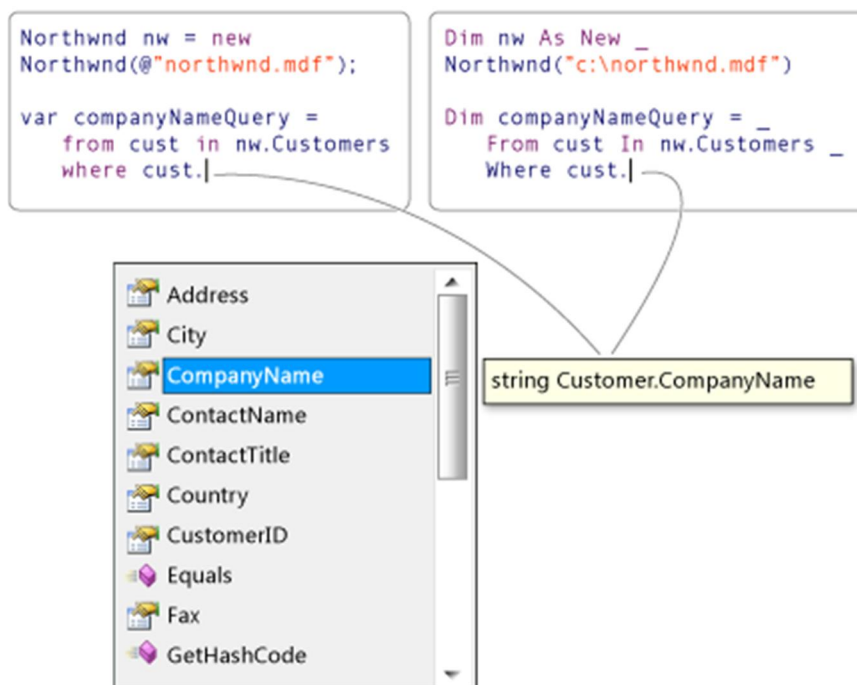 Northwnd nw = new
Northwnd(@"northwnd.mdf");
var companyNameQuery =
from cust in nw.Customers
where cust.
Dim nw As New _
Northwnd("c:\northwnd.mdf")
Dim companyNameQuery = _
From cust In nw.Customers _
Where cust.
Address
City
CompanyName
ContactName
ContactTitle
Country
CustomerID
Equals
Fax
GetHashCode
string Customer.CompanyName